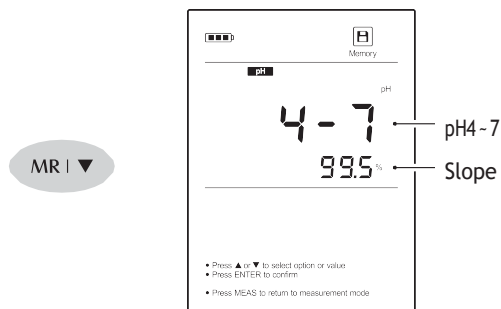 Memory
pH
pH
4-7
pH4~7
99.5 %
Slope
MR | ▼
• Press ▲ or ▼ to select option or value
• Press ENTER to confirm
• Press MEAS to return to measurement mode